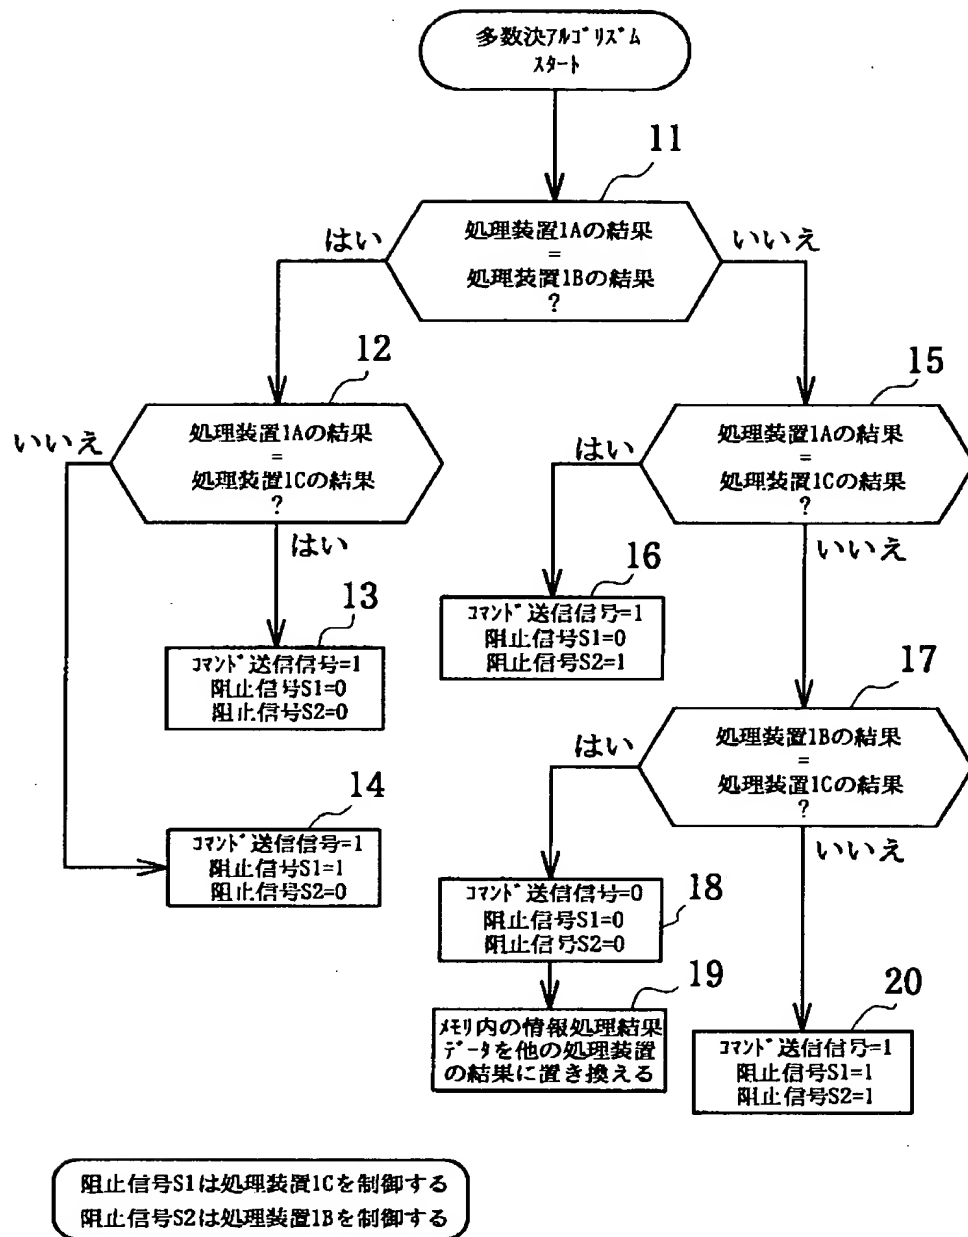 多数決アルゴリズム
スタート
11
処理装置1Aの結果
=
処理装置1Bの結果
?
はい
いいえ
12
処理装置1Aの結果
=
処理装置1Cの結果
?
いいえ
はい
13
コマンド送信信号=1
阻止信号S1=0
阻止信号S2=0
14
コマンド送信信号=1
阻止信号S1=1
阻止信号S2=0
15
処理装置1Aの結果
=
処理装置1Cの結果
?
はい
いいえ
16
コマンド送信信号=1
阻止信号S1=0
阻止信号S2=1
17
処理装置1Bの結果
=
処理装置1Cの結果
?
はい
いいえ
18
コマンド送信信号=0
阻止信号S1=0
阻止信号S2=0
19
メモリ内の情報処理結果
データを他の処理装置
の結果に置き換える
20
コマンド送信信号=1
阻止信号S1=1
阻止信号S2=1
阻止信号S1は処理装置1Cを制御する
阻止信号S2は処理装置1Bを制御する